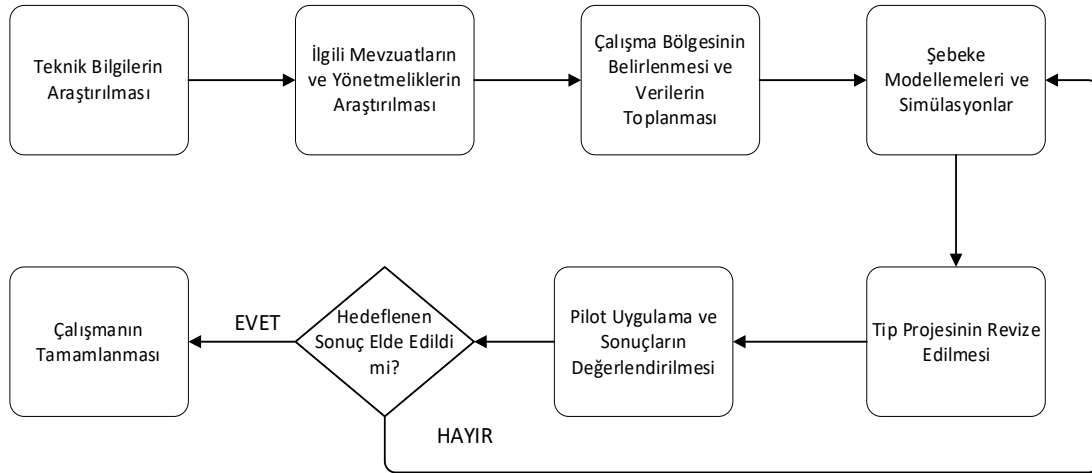 Teknik Bilgilerin
Araştırılması
İlgili Mevzuatların
ve Yönetmeliklerin
Araştırılması
Çalışma Bölgesinin
Belirlenmesi ve
Verilerin
Toplanması
Şebeke
Modellemeleri ve
Simülasyonlar
Tip Projesinin Revize
Edilmesi
Pilot Uygulama ve
Sonuçların
Değerlendirilmesi
Hedeflenen
Sonuç Elde Edildi
mi?
EVET
Çalışmanın
Tamamlanması
HAYIR